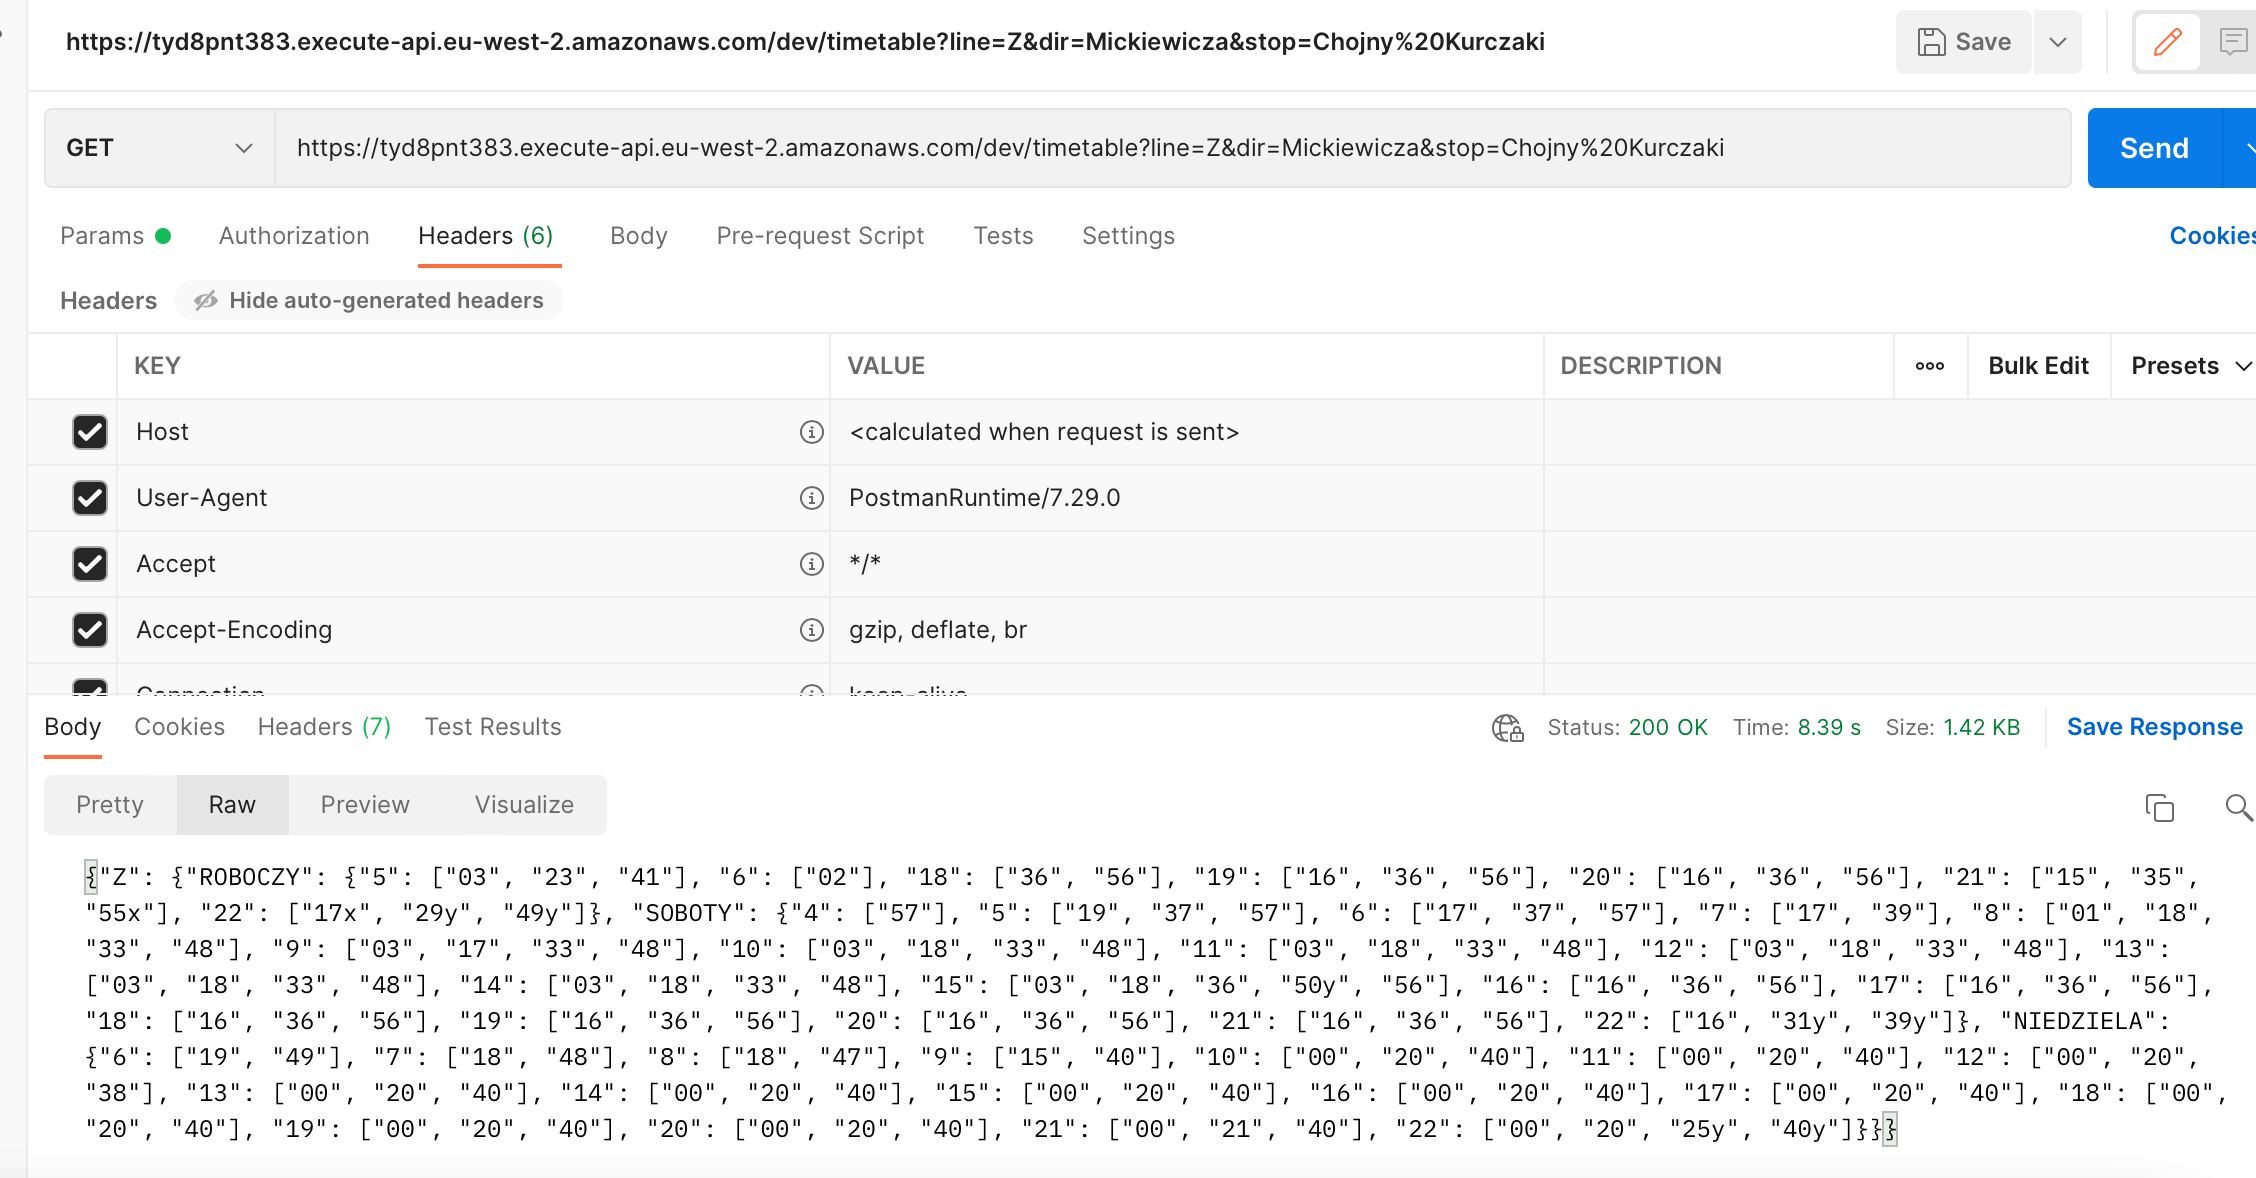 https://tyd8pnt383.execute-api.eu-west-2.amazonaws.com/dev/timetable?line=Z&dir=Mickiewicza&stop=Chojny%20Kurczaki
Save
GET
https://tyd8pnt383.execute-api.eu-west-2.amazonaws.com/dev/timetable?line=Z&dir=Mickiewicza&stop=Chojny%20Kurczaki
Send
Params Authorization Headers (6) Body Pre-request Script Tests Settings Cookies
Headers Hide auto-generated headers
KEY VALUE DESCRIPTION ooo Bulk Edit Presets
Host <calculated when request is sent>
User-Agent PostmanRuntime/7.29.0
Accept */*
Accept-Encoding gzip, deflate, br
Connection keep-alive
Body Cookies Headers (7) Test Results Status: 200 OK Time: 8.39 s Size: 1.42 KB Save Response
Pretty Raw Preview Visualize
{"Z": {"ROBOCZY": {"5": ["03", "23", "41"], "6": ["02"], "18": ["36", "56"], "19": ["16", "36", "56"], "20": ["16", "36", "56"], "21": ["15", "35",
"55x"], "22": ["17x", "29y", "49y"]}, "SOBOTY": {"4": ["57"], "5": ["19", "37", "57"], "6": ["17", "37", "57"], "7": ["17", "39"], "8": ["01", "18",
"33", "48"], "9": ["03", "17", "33", "48"], "10": ["03", "18", "33", "48"], "11": ["03", "18", "33", "48"], "12": ["03", "18", "33", "48"], "13":
["03", "18", "33", "48"], "14": ["03", "18", "33", "48"], "15": ["03", "18", "36", "50y", "56"], "16": ["16", "36", "56"], "17": ["16", "36", "56"],
"18": ["16", "36", "56"], "19": ["16", "36", "56"], "20": ["16", "36", "56"], "21": ["16", "36", "56"], "22": ["16", "31y", "39y"]}, "NIEDZIELA":
{"6": ["19", "49"], "7": ["18", "48"], "8": ["18", "47"], "9": ["15", "40"], "10": ["00", "20", "40"], "11": ["00", "20", "40"], "12": ["00", "20",
"38"], "13": ["00", "20", "40"], "14": ["00", "20", "40"], "15": ["00", "20", "40"], "16": ["00", "20", "40"], "17": ["00", "20", "40"], "18": ["00",
"20", "40"], "19": ["00", "20", "40"], "20": ["00", "20", "40"], "21": ["00", "21", "40"], "22": ["00", "20", "25y", "40y"]}}}